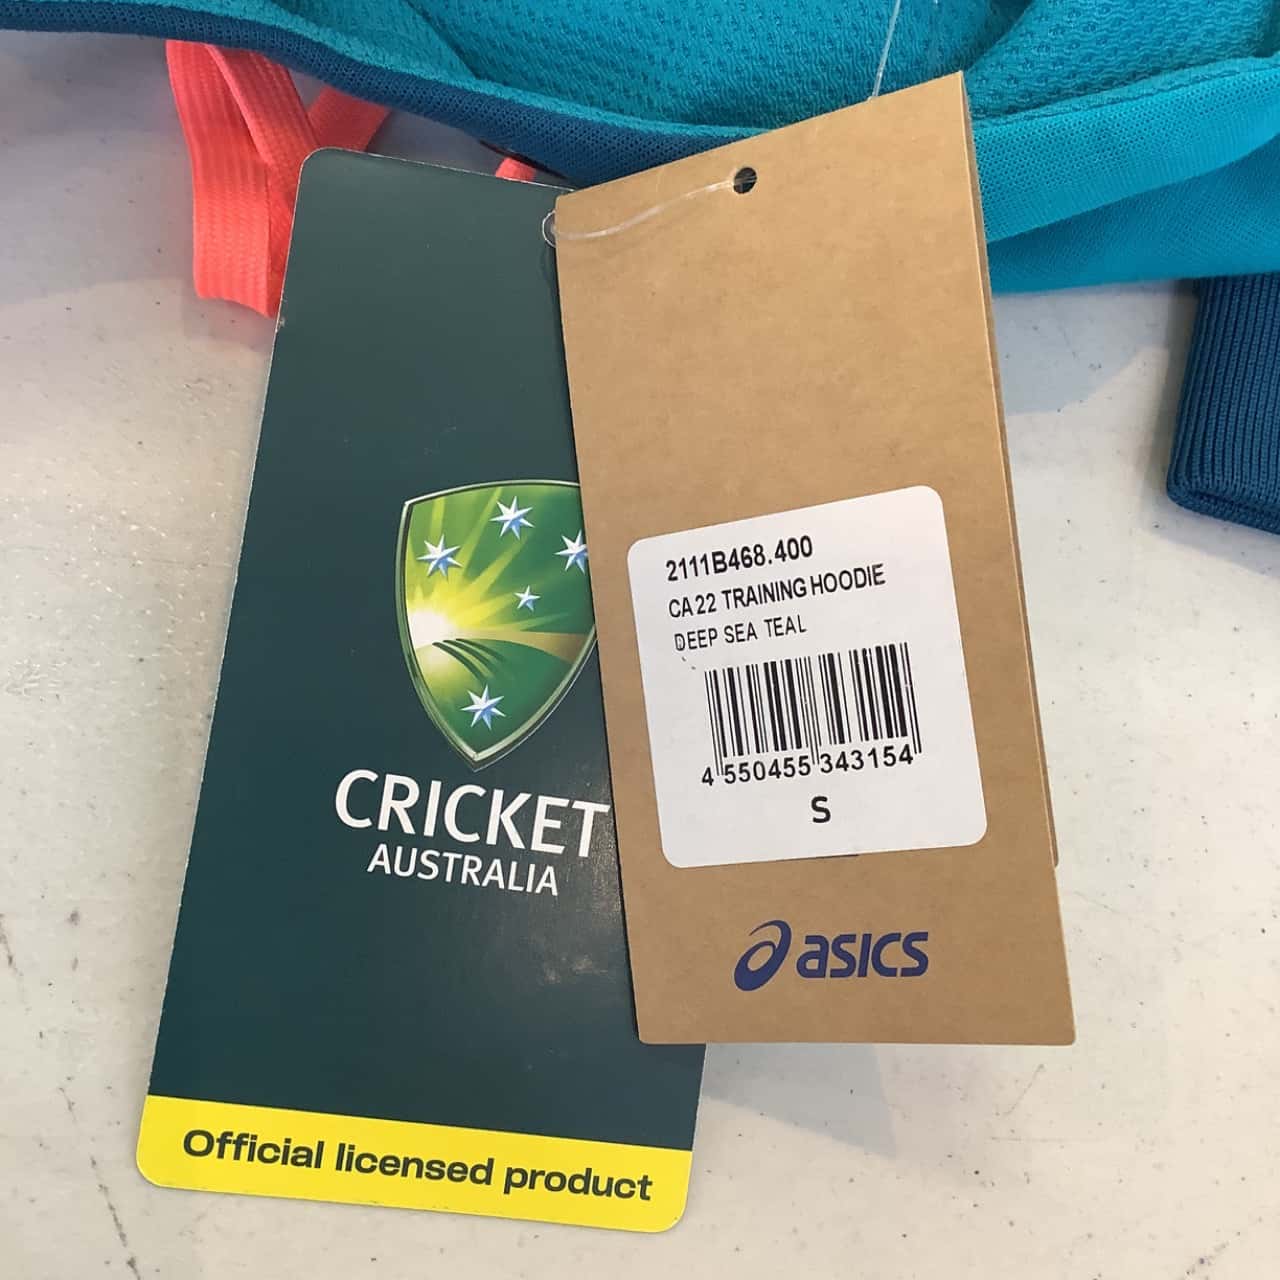 CRICKET
AUSTRALIA
Official licensed product
2111B468.400
CA 22 TRAINING HOODIE
DEEP SEA TEAL
4 550455 343154
S
asics